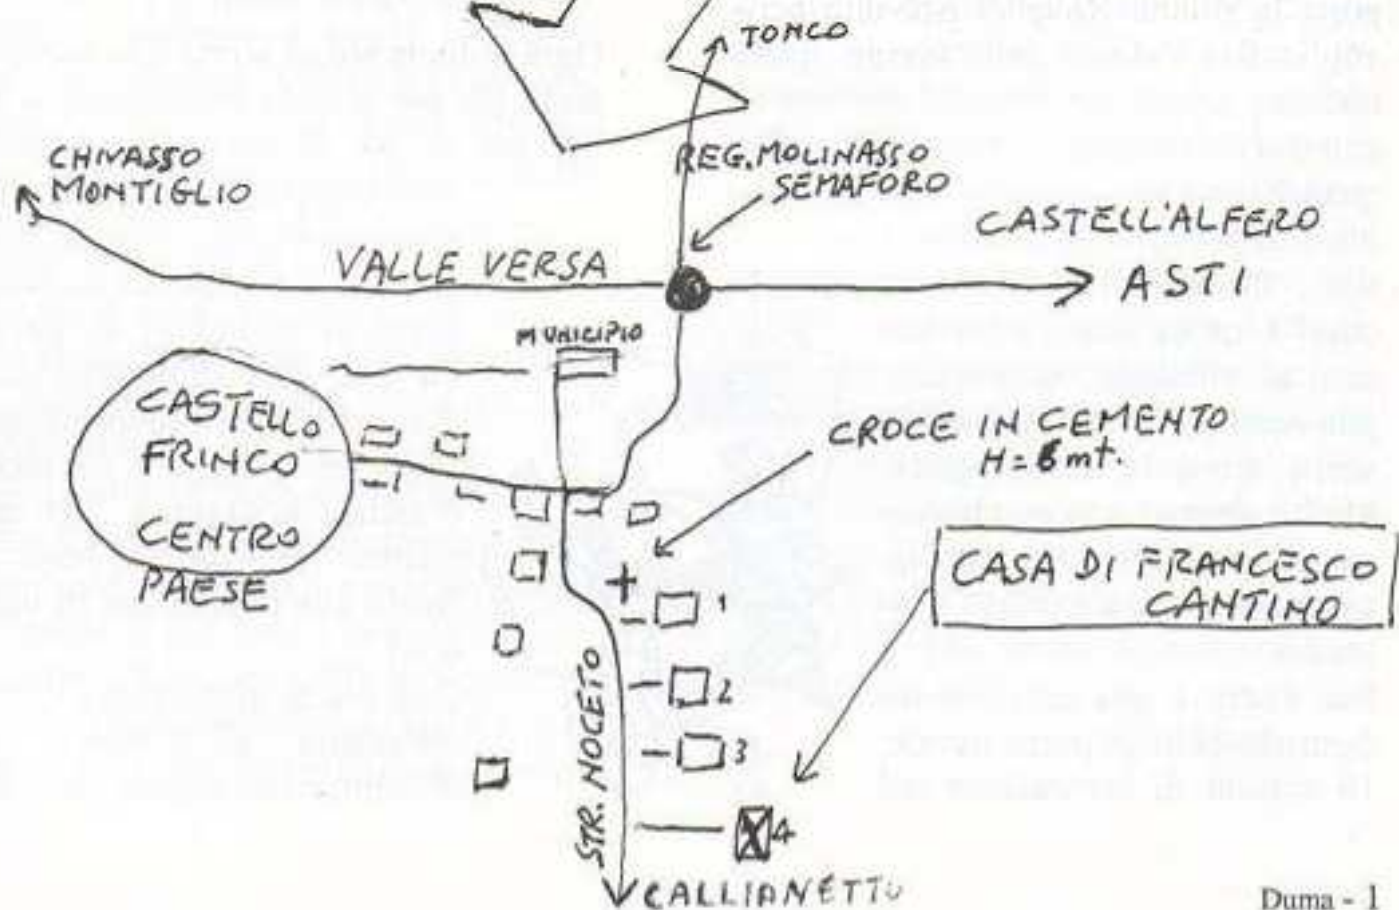 TONCO
CHIVASSO
MONTIGLIO
REG. MOLINASSO
SEMAFORO
CASTELL'ALFERO
VALLE VERSA
ASTI
MUNICIPIO
CASTELLO
FRINCO
CENTRO
PAESE
CROCE IN CEMENTO
H=6mt.
CASA DI FRANCESCO
CANTINO
1
2
3
4
STR. NOCETO
CALLIANETTO
Duma - 1